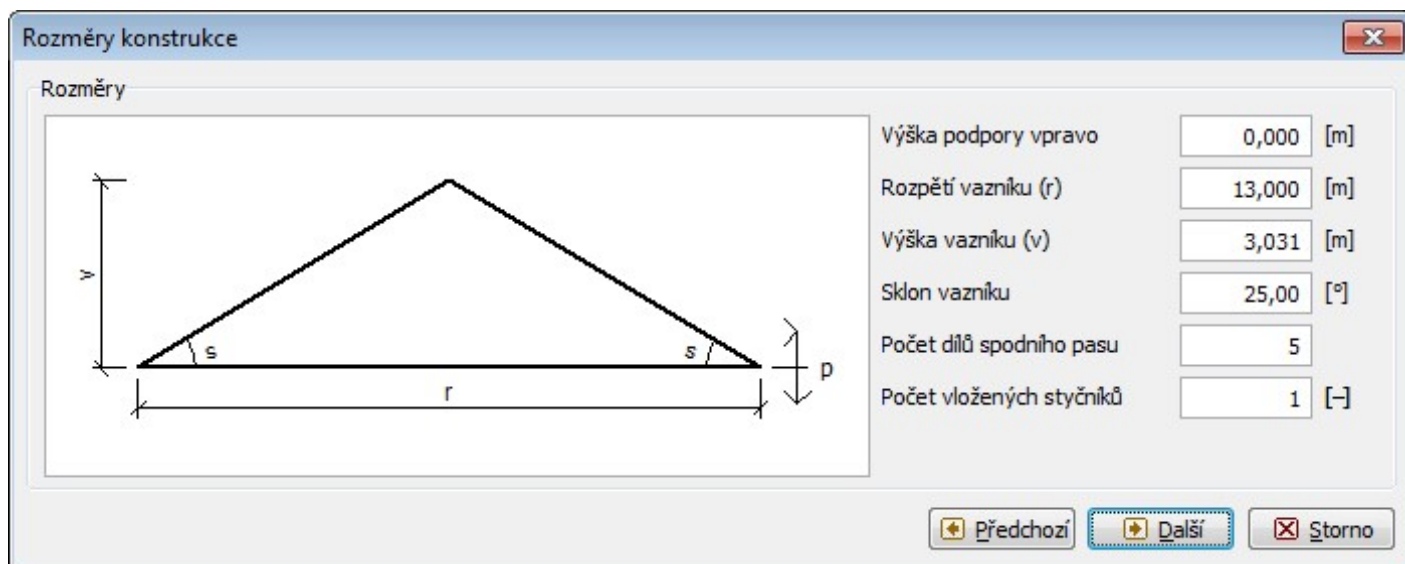 Rozměry konstrukce
Rozměry
v
s
s
r
p
Výška podpory vpravo 0,000 [m]
Rozpětí vazníku (r) 13,000 [m]
Výška vazníku (v) 3,031 [m]
Sklon vazníku 25,00 [°]
Počet dílů spodního pasu 5
Počet vložených styčníků 1 [–]
Předchozí Další Storno